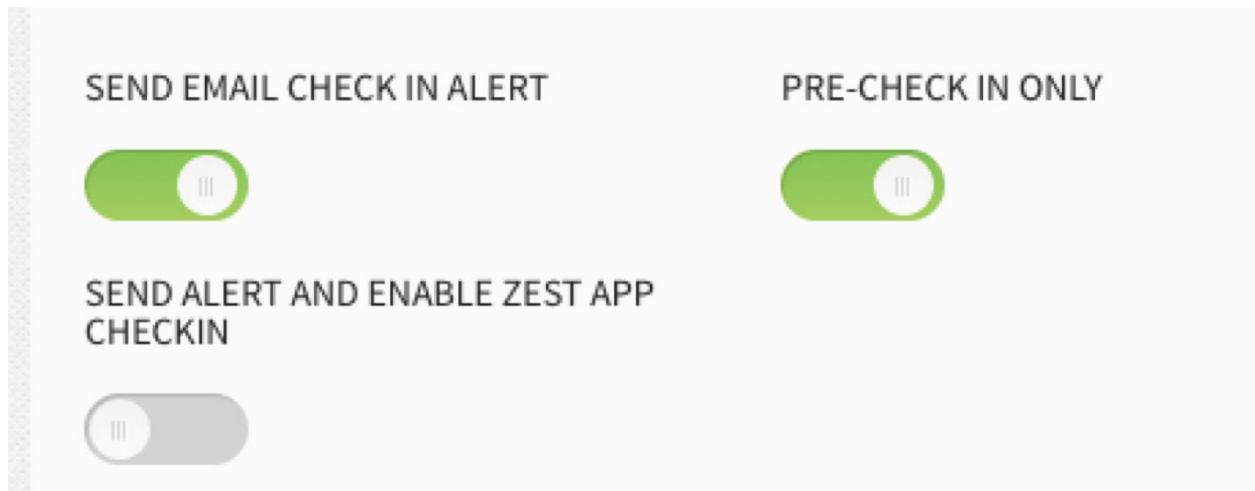 SEND EMAIL CHECK IN ALERT
PRE-CHECK IN ONLY
SEND ALERT AND ENABLE ZEST APP
CHECKIN